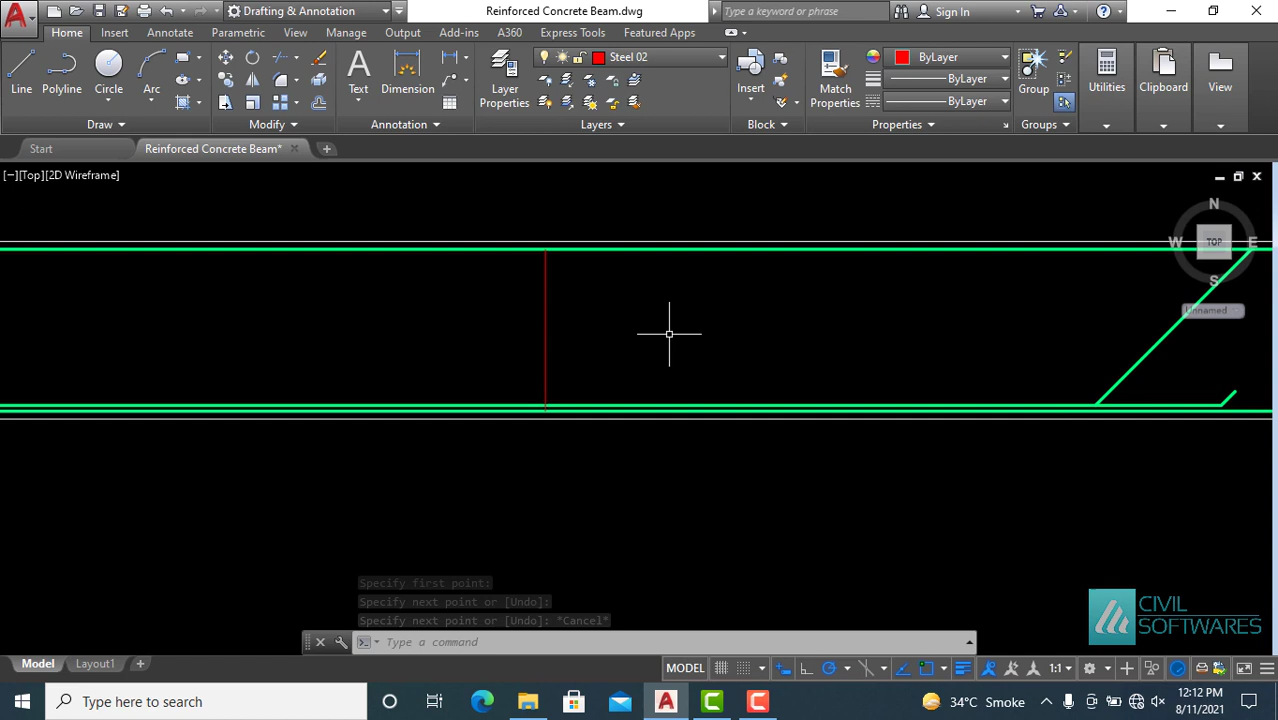 Drafting & Annotation
Reinforced Concrete Beam.dwg
Type a keyword or phrase
Sign In
Home
Insert
Annotate
Parametric
View
Manage
Output
Add-ins
A360
Express Tools
Featured Apps
Line
Polyline
Circle
Arc
Text
Dimension
Layer
Properties
Steel 02
Insert
Match
Properties
ByLayer
ByLayer
ByLayer
Group
Utilities
Clipboard
View
Draw
Modify
Annotation
Layers
Block
Properties
Groups
Start
Reinforced Concrete Beam*
[−][Top][2D Wireframe]
N
W
TOP
E
S
Unnamed
Specify first point:
Specify next point or [Undo]:
Specify next point or [Undo]: *Cancel*
Type a command
CIVIL
SOFTWARES
Model
Layout1
MODEL
1:1
Type here to search
34°C Smoke
12:12 PM
8/11/2021